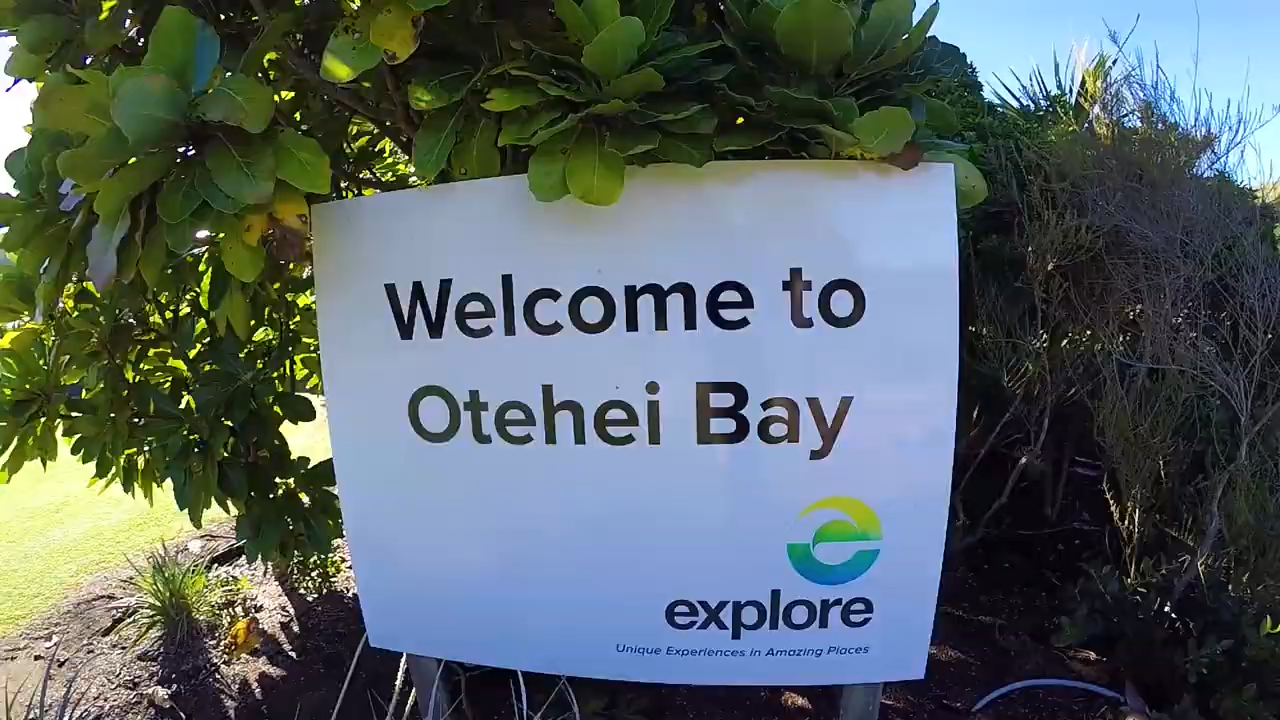 Welcome to
Otehei Bay
explore
Unique Experiences in Amazing Places